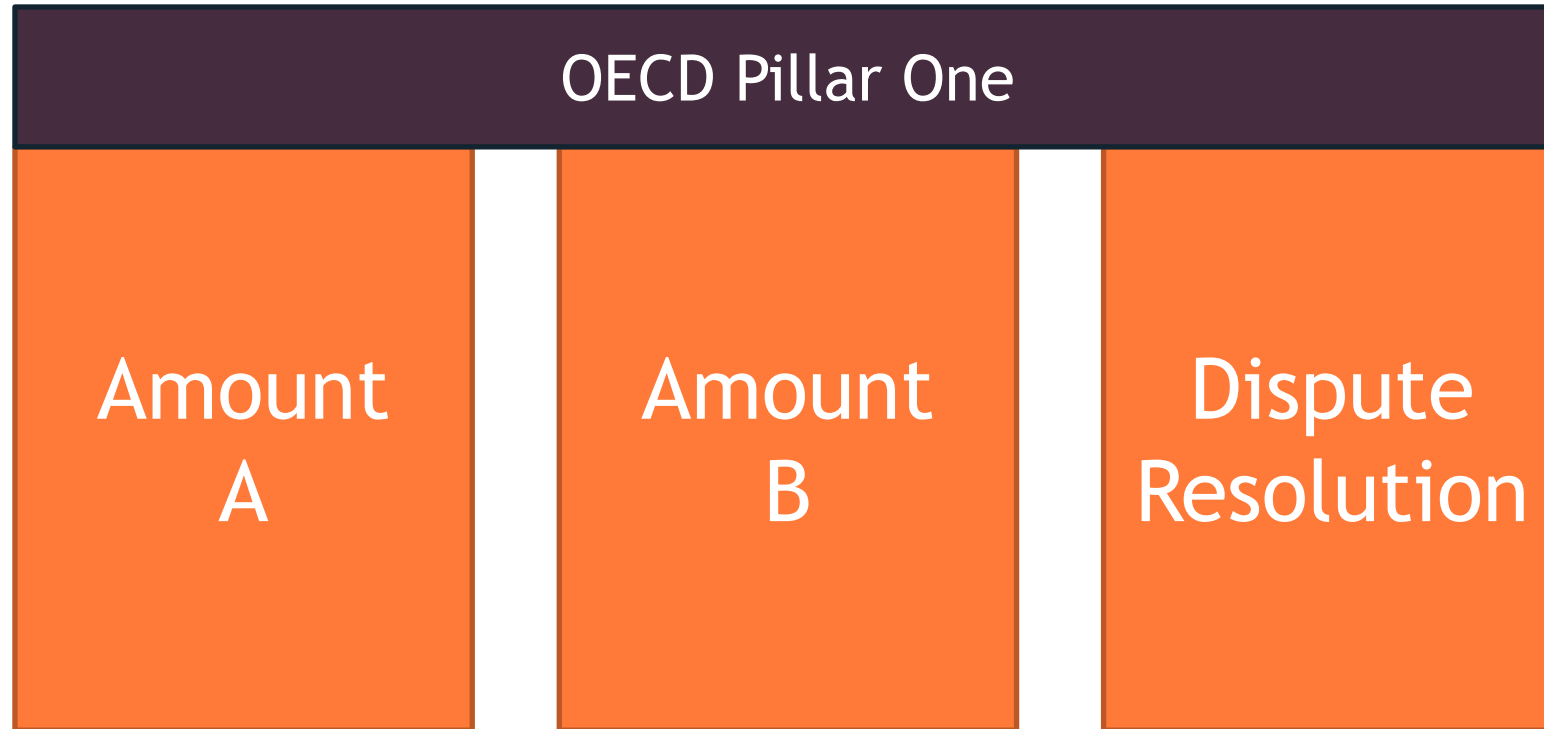 OECD Pillar One
Amount
A
Amount
B
Dispute
Resolution